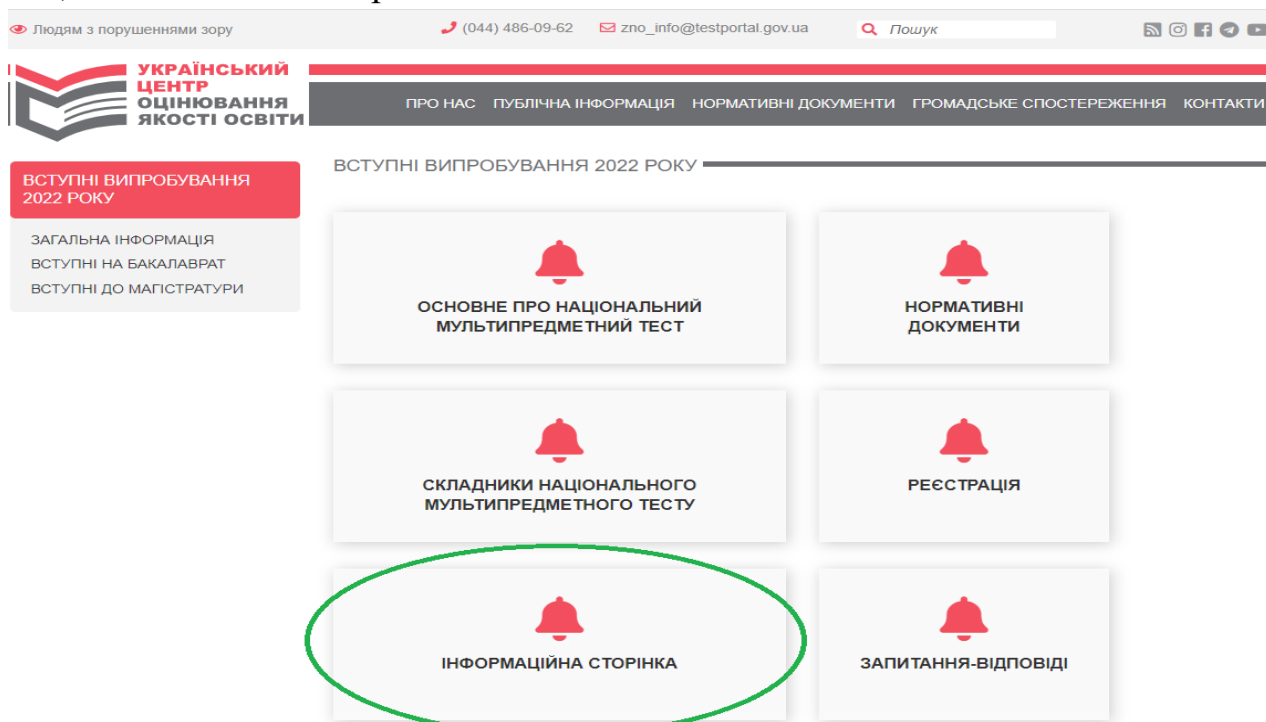 Людям з порушеннями зору
(044) 486-09-62
zno_info@testportal.gov.ua
Пошук
УКРАЇНСЬКИЙ
ЦЕНТР
ОЦІНЮВАННЯ
ЯКОСТІ ОСВІТИ
ПРО НАС ПУБЛІЧНА ІНФОРМАЦІЯ НОРМАТИВНІ ДОКУМЕНТИ ГРОМАДСЬКЕ СПОСТЕРЕЖЕННЯ КОНТАКТИ
ВСТУПНІ ВИПРОБУВАННЯ
2022 РОКУ
ЗАГАЛЬНА ІНФОРМАЦІЯ
ВСТУПНІ НА БАКАЛАВРАТ
ВСТУПНІ ДО МАГІСТРАТУРИ
ВСТУПНІ ВИПРОБУВАННЯ 2022 РОКУ
ОСНОВНЕ ПРО НАЦІОНАЛЬНИЙ
МУЛЬТИПРЕДМЕТНИЙ ТЕСТ
НОРМАТИВНІ
ДОКУМЕНТИ
СКЛАДНИКИ НАЦІОНАЛЬНОГО
МУЛЬТИПРЕДМЕТНОГО ТЕСТУ
РЕЄСТРАЦІЯ
ІНФОРМАЦІЙНА СТОРІНКА
ЗАПИТАННЯ-ВІДПОВІДІ